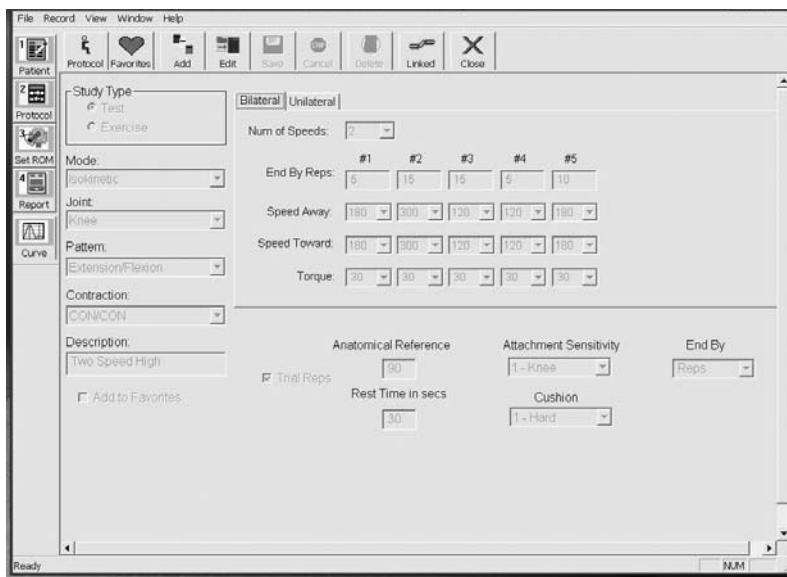 File Record View Window Help
Protocol Favorites Add Edit Save Cancel Delete Linked Close
1 Patient
2 Protocol
3 Set ROM
4 Report
Curve
Study Type
Test
Exercise
Mode:
Isokinetic
Joint:
Knee
Pattern:
Extension/Flexion
Contraction:
CON/CON
Description:
Two Speed High
Add to Favorites
Bilateral Unilateral
Num of Speeds: 2
#1 #2 #3 #4 #5
End By Reps: 5 15 15 5 10
Speed Away: 180 300 120 120 180
Speed Toward: 180 300 120 120 180
Torque: 30 30 30 30 30
Trial Reps
Anatomical Reference
90
Rest Time in secs
30
Attachment Sensitivity
1 - Knee
Cushion
1 - Hard
End By
Reps
Ready NUM